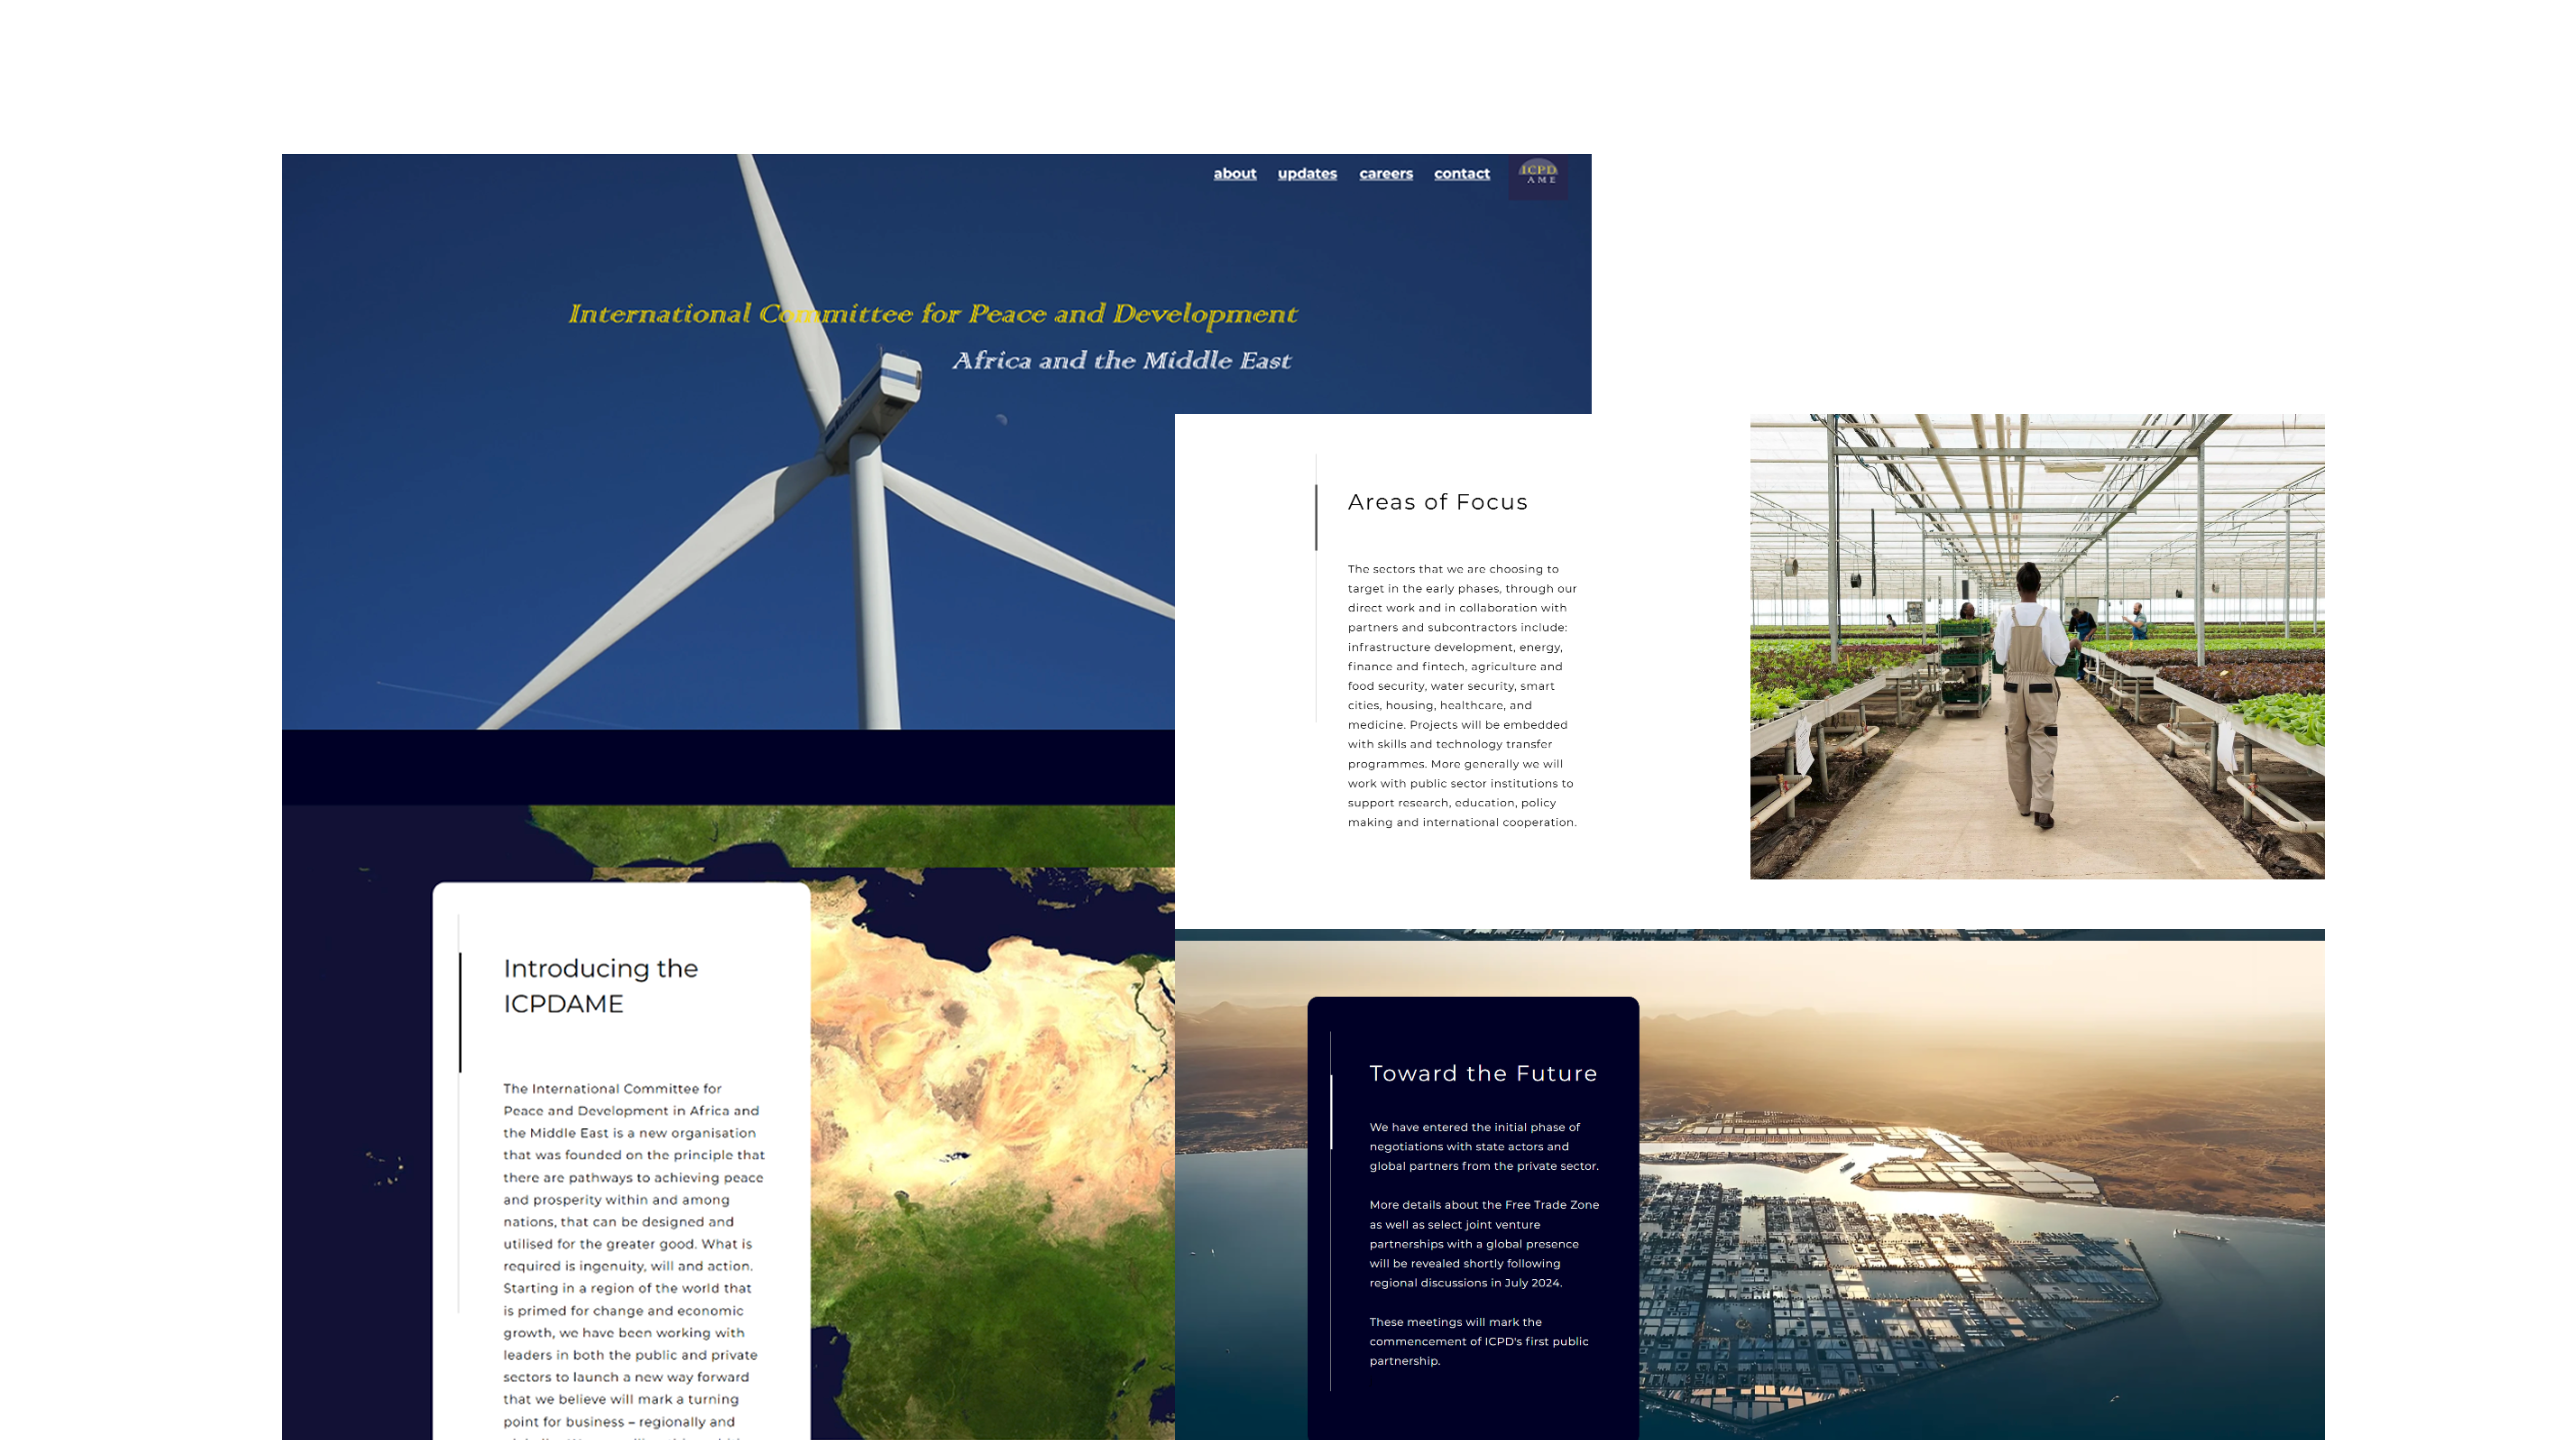 about updates careers contact
ICPD
AME
International Committee for Peace and Development
Africa and the Middle East
Introducing the
ICPDAME
The International Committee for
Peace and Development in Africa and
the Middle East is a new organisation
that was founded on the principle that
there are pathways to achieving peace
and prosperity within and among
nations, that can be designed and
utilised for the greater good. What is
required is ingenuity, will and action.
Starting in a region of the world that
is primed for change and economic
growth, we have been working with
leaders in both the public and private
sectors to launch a new way forward
that we believe will mark a turning
point for business – regionally and
Areas of Focus
The sectors that we are choosing to
target in the early phases, through our
direct work and in collaboration with
partners and subcontractors include:
infrastructure development, energy,
finance and fintech, agriculture and
food security, water security, smart
cities, housing, healthcare, and
medicine. Projects will be embedded
with skills and technology transfer
programmes. More generally we will
work with public sector institutions to
support research, education, policy
making and international cooperation.
Toward the Future
We have entered the initial phase of
negotiations with state actors and
global partners from the private sector.
More details about the Free Trade Zone
as well as select joint venture
partnerships with a global presence
will be revealed shortly following
regional discussions in July 2024.
These meetings will mark the
commencement of ICPD's first public
partnership.